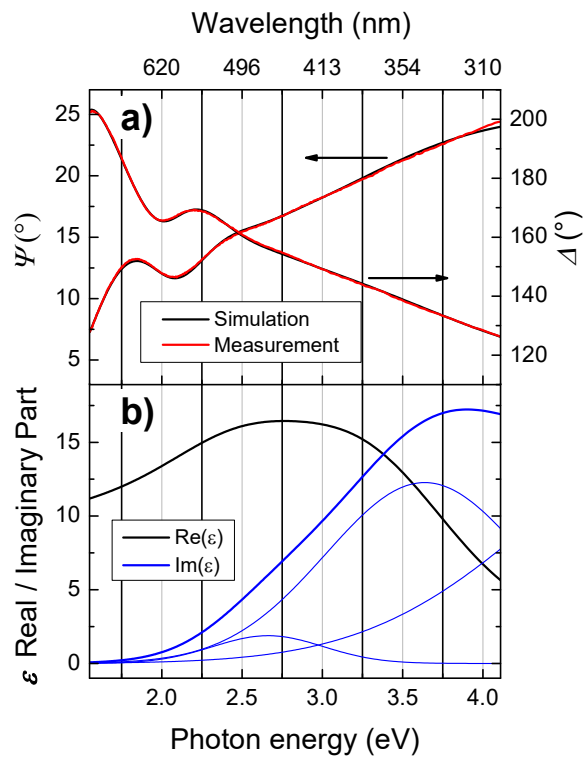 Wavelength (nm)
620 496 413 354 310
a)
25
20
15
10
5
Ψ(°)
200
180
160
140
120
Δ(°)
Simulation
Measurement
b)
15
10
5
0
ε Real / Imaginary Part
Re(ε)
Im(ε)
2.0 2.5 3.0 3.5 4.0
Photon energy (eV)